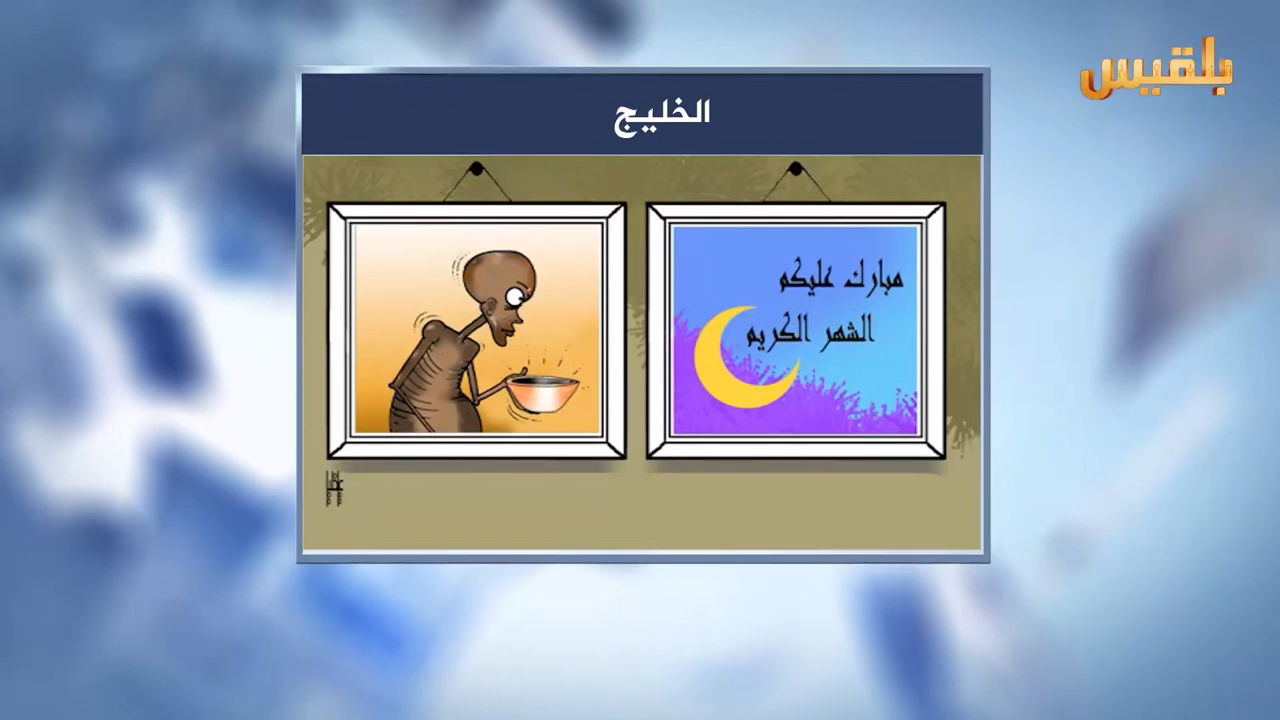 بلقيس
الخليج
مبارك عليكم
الشهر الكريم